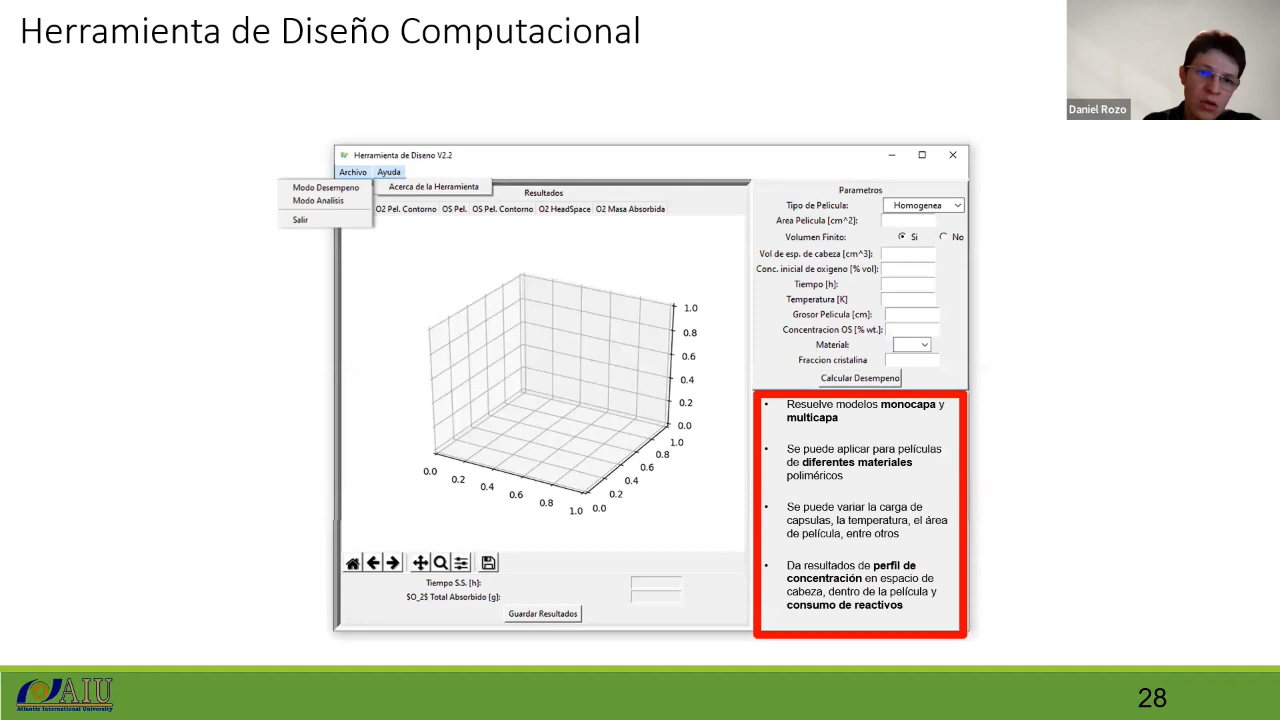 Herramienta de Diseño Computacional
Daniel Rozo
Herramienta de Diseno V2.2
Archivo Ayuda
Modo Desempeno
Modo Analisis
Salir
Acerca de la Herramienta
Resultados
O2 Pel. Contorno OS Pel. OS Pel. Contorno O2 HeadSpace O2 Masa Absorbida
1.0
0.8
0.6
0.4
0.2
0.0
0.0
0.2
0.4
0.6
0.8
1.0
0.0
0.2
0.4
0.6
0.8
1.0
Tiempo S.S. [h]:
$O_2$ Total Absorbido [g]:
Guardar Resultados
Parametros
Tipo de Pelicula: Homogenea
Area Pelicula [cm^2]:
Volumen Finito: Si No
Vol de esp. de cabeza [cm^3]:
Conc. inicial de oxigeno [% vol]:
Tiempo [h]:
Temperatura [K]
Grosor Pelicula [cm]:
Concentracion OS [% wt.]:
Material:
Fraccion cristalina
Calcular Desempeno
• Resuelve modelos monocapa y
multicapa
• Se puede aplicar para películas
de diferentes materiales
poliméricos
• Se puede variar la carga de
capsulas, la temperatura, el área
de película, entre otros
• Da resultados de perfil de
concentración en espacio de
cabeza, dentro de la película y
consumo de reactivos
AIU
Atlantic International University
28